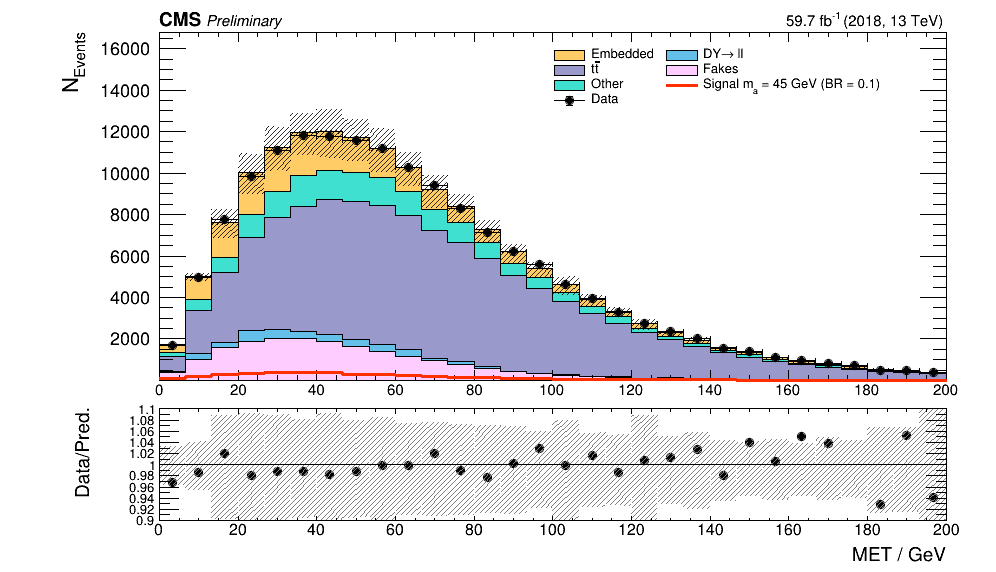 CMS Preliminary 59.7 fb⁻¹ (2018, 13 TeV)
N_Events
16000
14000
12000
10000
8000
6000
4000
2000
Embedded DY→ ll
tt̄ Fakes
Other Signal mₐ = 45 GeV (BR = 0.1)
Data
0 20 40 60 80 100 120 140 160 180 200
Data/Pred.
1.1
1.08
1.06
1.04
1.02
1
0.98
0.96
0.94
0.92
0.9
0 20 40 60 80 100 120 140 160 180 200
MET / GeV